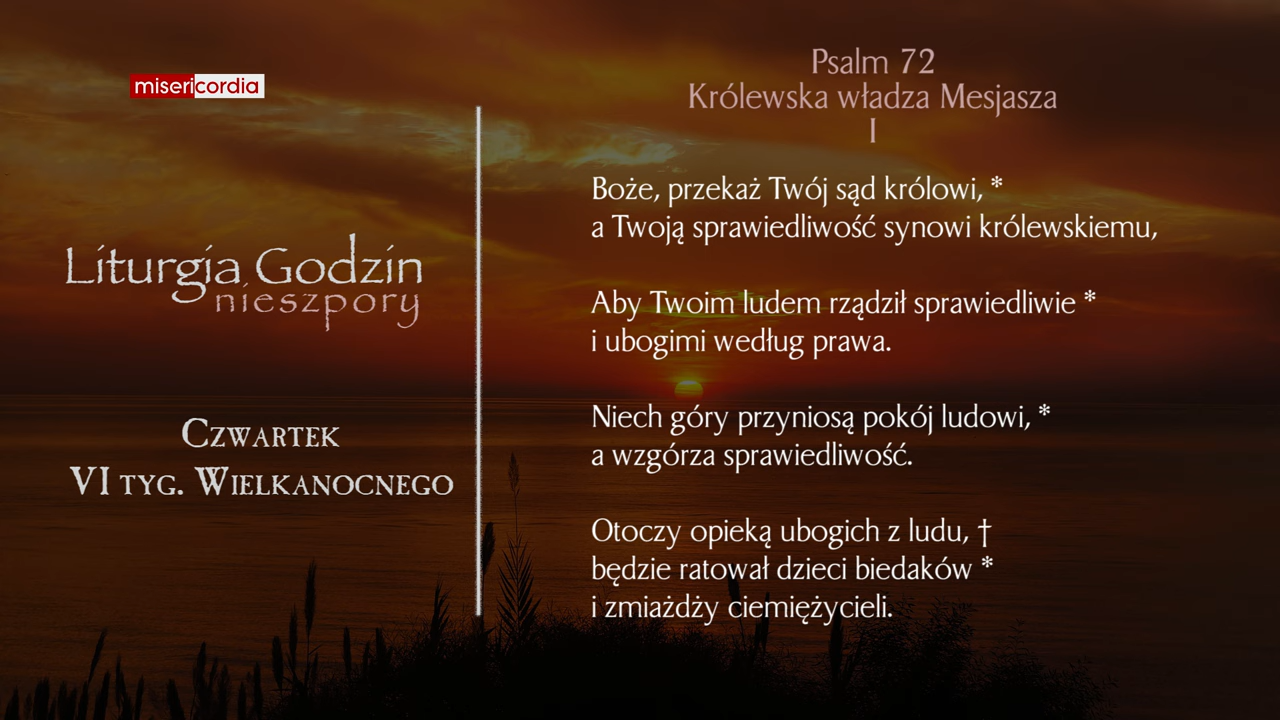 misericordia
Liturgia Godzin
nieszpory
Czwartek
VI tyg. Wielkanocnego
Psalm 72
Królewska władza Mesjasza
I
Boże, przekaż Twój sąd królowi, *
a Twoją sprawiedliwość synowi królewskiemu,
Aby Twoim ludem rządził sprawiedliwie *
i ubogimi według prawa.
Niech góry przyniosą pokój ludowi, *
a wzgórza sprawiedliwość.
Otoczy opieką ubogich z ludu, †
będzie ratował dzieci biedaków *
i zmiażdży ciemiężycieli.